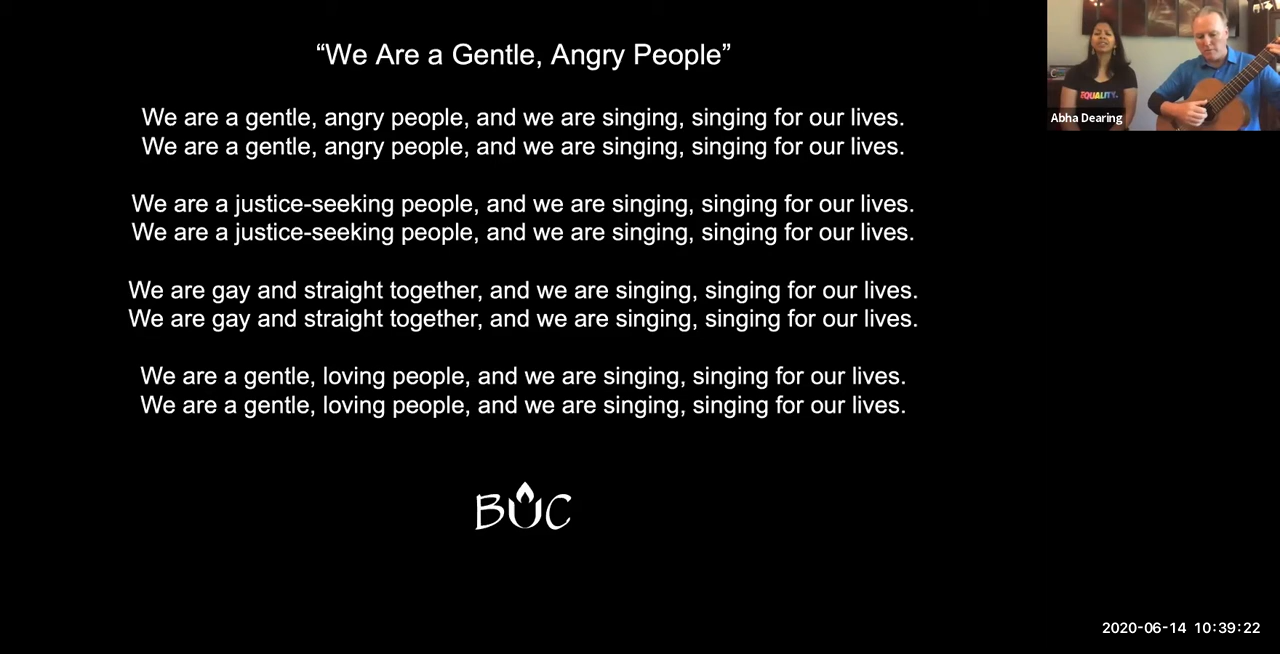 “We Are a Gentle, Angry People”
We are a gentle, angry people, and we are singing, singing for our lives.
We are a gentle, angry people, and we are singing, singing for our lives.
We are a justice-seeking people, and we are singing, singing for our lives.
We are a justice-seeking people, and we are singing, singing for our lives.
We are gay and straight together, and we are singing, singing for our lives.
We are gay and straight together, and we are singing, singing for our lives.
We are a gentle, loving people, and we are singing, singing for our lives.
We are a gentle, loving people, and we are singing, singing for our lives.
BUC
EQUALITY.
Abha Dearing
2020-06-14 10:39:22